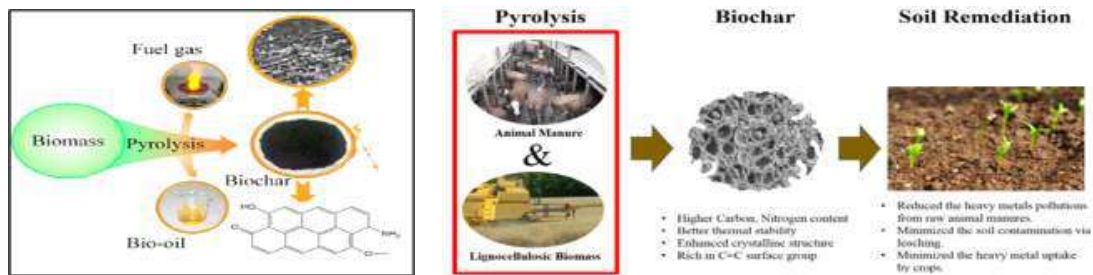 Fuel gas
Biomass
Pyrolysis
Biochar
Bio-oil
HO
O
NH₂
O
Pyrolysis
Animal Manure
&
Lignocellulosic Biomass
Biochar
• Higher Carbon, Nitrogen content
• Better thermal stability
• Enhanced crystalline structure
• Rich in C=C surface group
Soil Remediation
• Reduced the heavy metals pollutions
from raw animal manures.
• Minimized the soil contamination via
leaching.
• Minimized the heavy metal uptake
by crops.